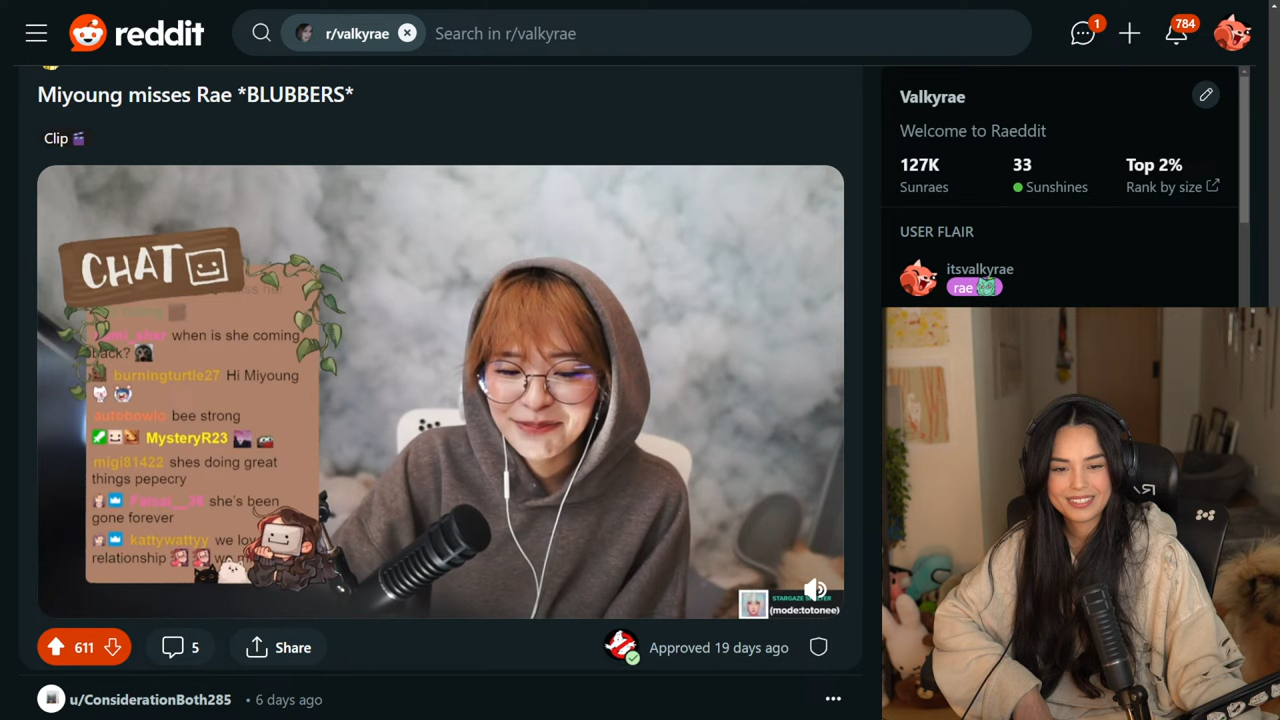 reddit
r/valkyrae
Search in r/valkyrae
1
784
Miyoung misses Rae *BLUBBERS*
Clip
CHAT
when is she coming
back?
burningturtle27 Hi Miyoung
autobowlo bee strong
MysteryR23
migi81422 shes doing great
things pepecry
she's been
gone forever
kattywattyy we lov
relationship
STARGAZE
(mode:totonee)
611
5
Share
Approved 19 days ago
u/ConsiderationBoth285 • 6 days ago
Valkyrae
Welcome to Raeddit
127K
33
Top 2%
Sunraes
Sunshines
Rank by size
USER FLAIR
itsvalkyrae
rae